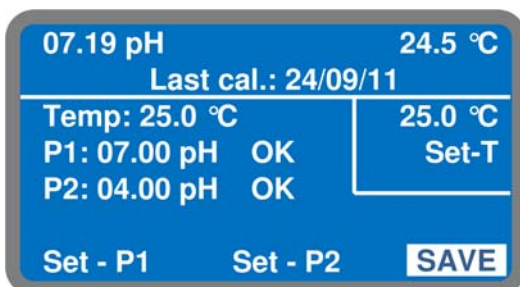 07.19 pH 24.5 °C
Last cal.: 24/09/11
Temp: 25.0 °C 25.0 °C
P1: 07.00 pH OK Set-T
P2: 04.00 pH OK
Set - P1 Set - P2 SAVE